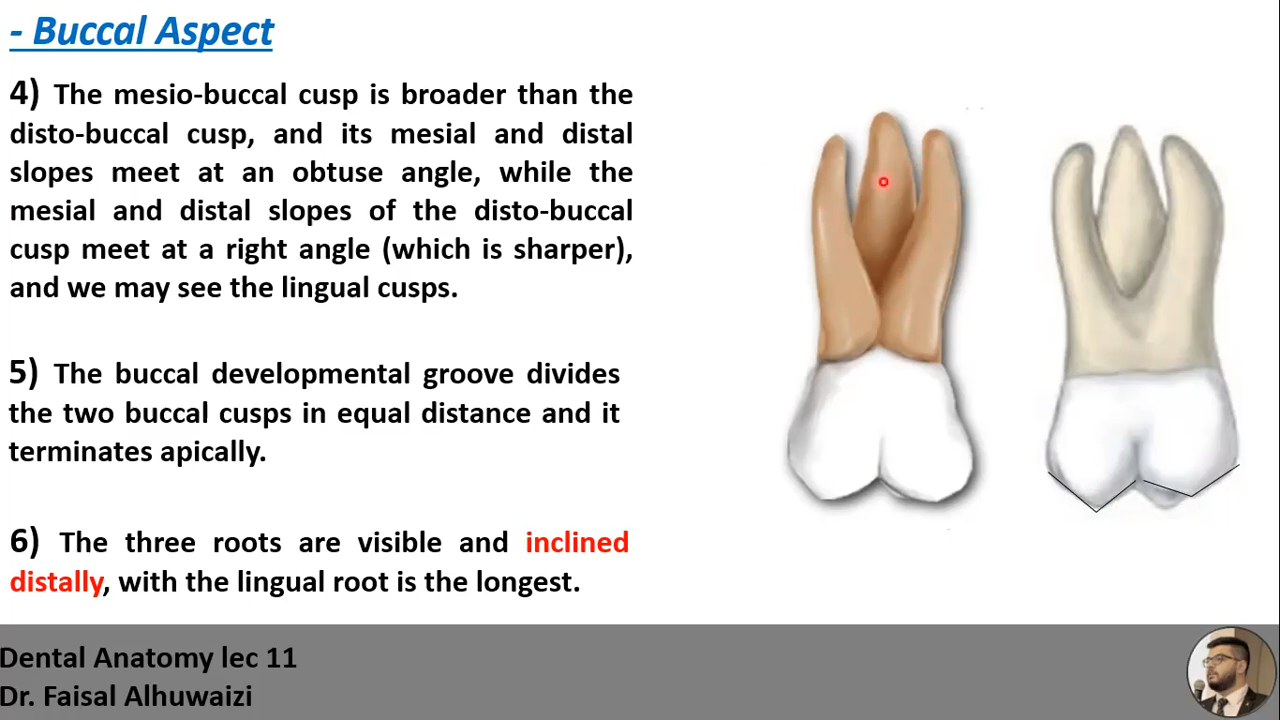 - Buccal Aspect
4) The mesio-buccal cusp is broader than the
disto-buccal cusp, and its mesial and distal
slopes meet at an obtuse angle, while the
mesial and distal slopes of the disto-buccal
cusp meet at a right angle (which is sharper),
and we may see the lingual cusps.
5) The buccal developmental groove divides
the two buccal cusps in equal distance and it
terminates apically.
6) The three roots are visible and inclined
distally, with the lingual root is the longest.
Dental Anatomy lec 11
Dr. Faisal Alhuwaizi